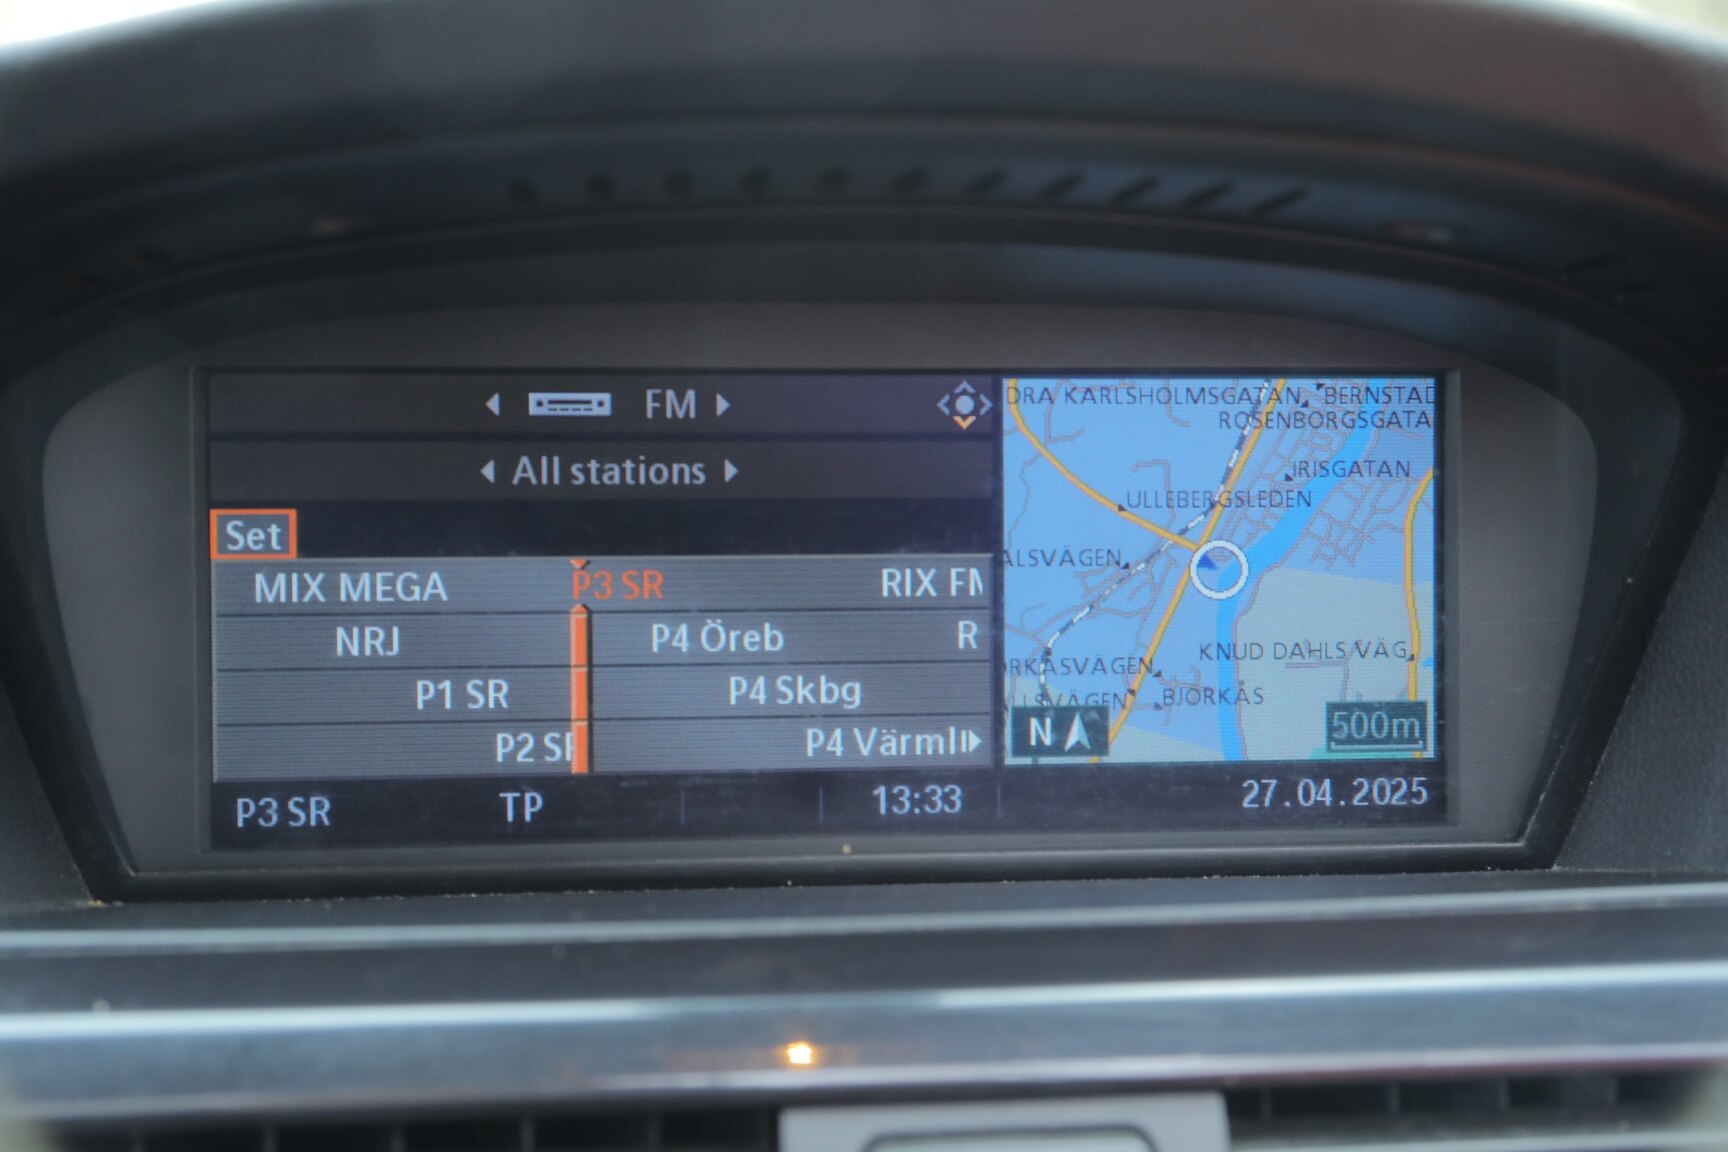 FM
All stations
Set
MIX MEGA P3 SR RIX FM
NRJ P4 Öreb R
P1 SR P4 Skbg
P2 SR P4 Värml
P3 SR TP 13:33 27.04.2025
DRA KARLSHOLMSGATAN BERNSTAD
ROSENBORGSGATA
IRISGATAN
ULLEBERGSLEDEN
ALSVÄGEN
KNUD DAHLS VÄG
RKÅSVÄGEN
BJÖRKÅS
LLSVÄGEN
N 500m